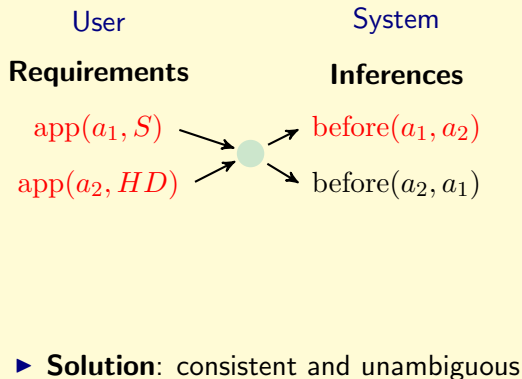 User System
Requirements Inferences
app(a₁, S) before(a₁, a₂)
app(a₂, HD) before(a₂, a₁)
▶ Solution: consistent and unambiguous